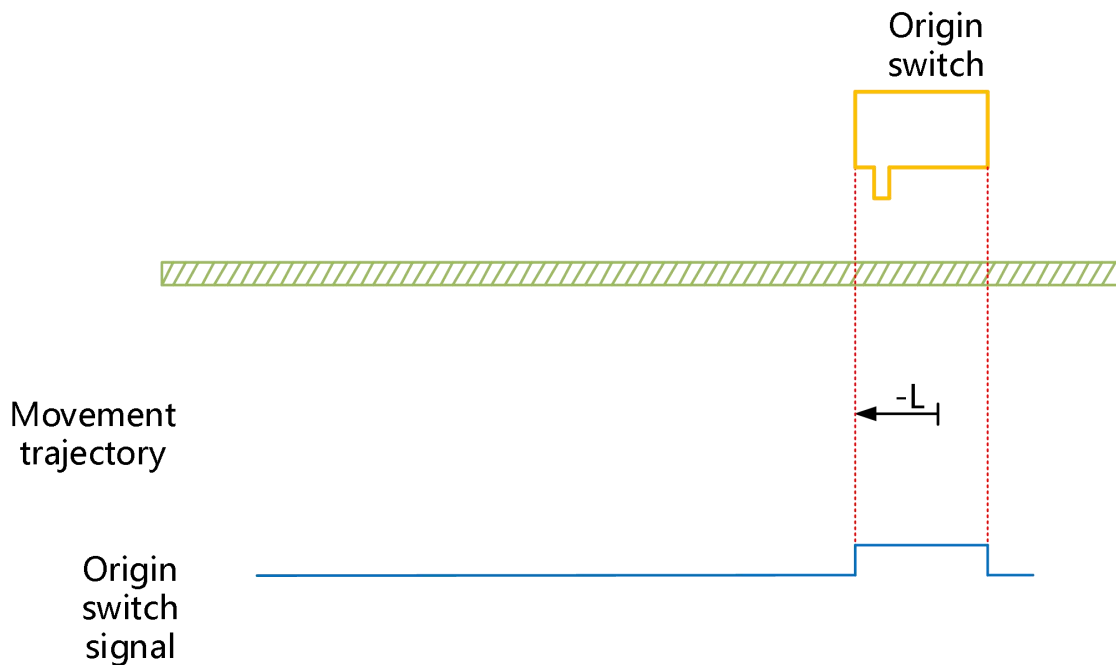 Origin
switch
-L
Movement
trajectory
Origin
switch
signal